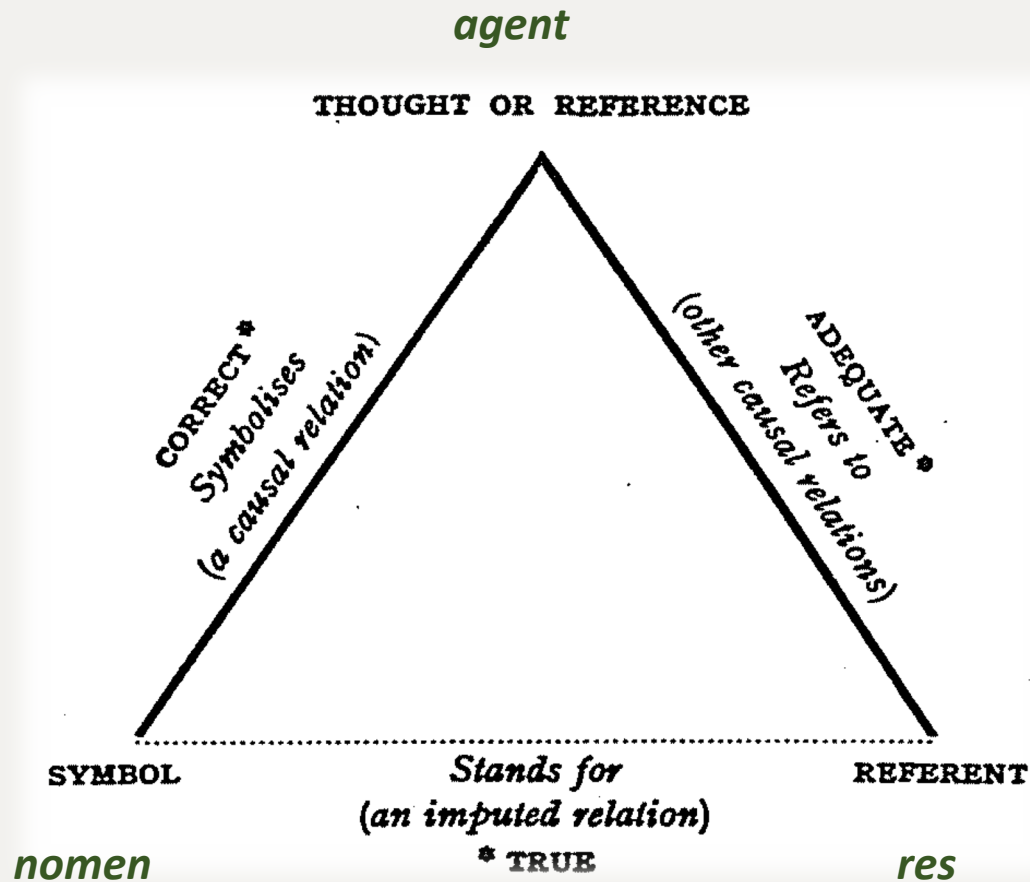 agent
THOUGHT OR REFERENCE
CORRECT*
Symbolises
(a causal relation)
ADEQUATE*
Refers to
(other causal relations)
SYMBOL
Stands for
REFERENT
(an imputed relation)
* TRUE
nomen
res